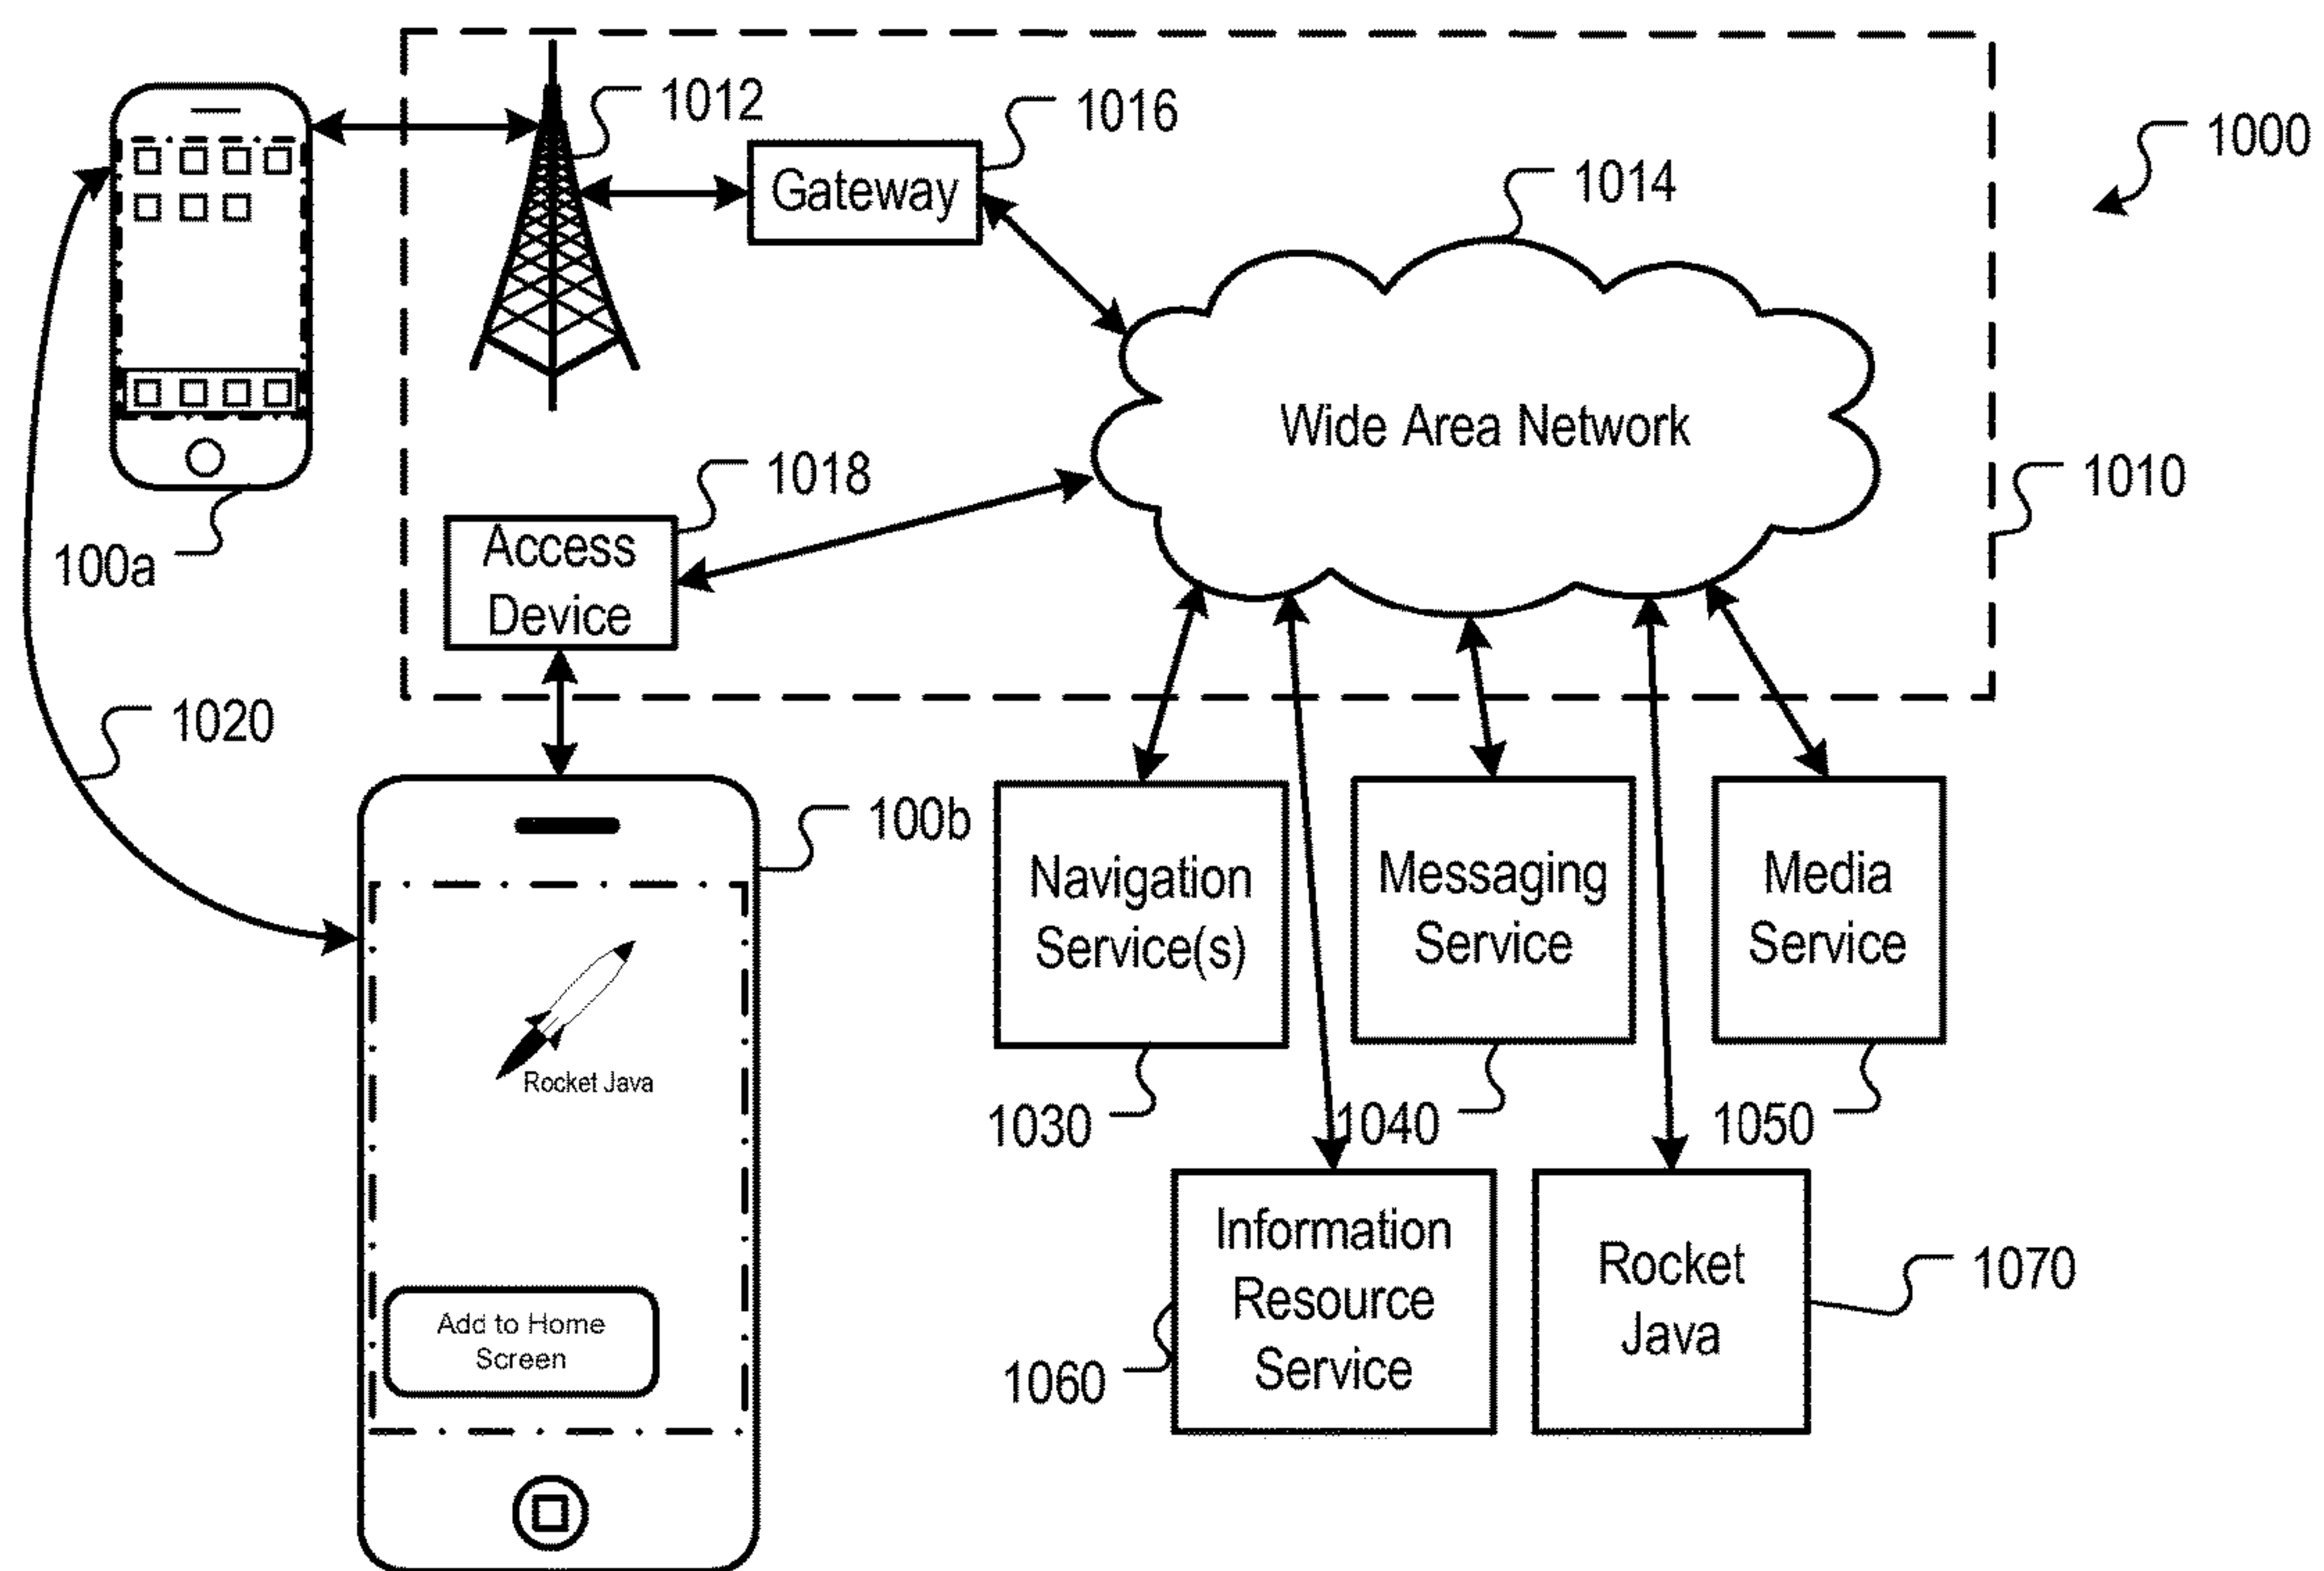 1012
1016
1000
Gateway
1014
Wide Area Network
1018
1010
Access
Device
100a
1020
100b
Navigation
Service(s)
Messaging
Service
Media
Service
Rocket Java
1030
1040
1050
Information
Resource
Service
Rocket
Java
1070
Add to Home
Screen
1060